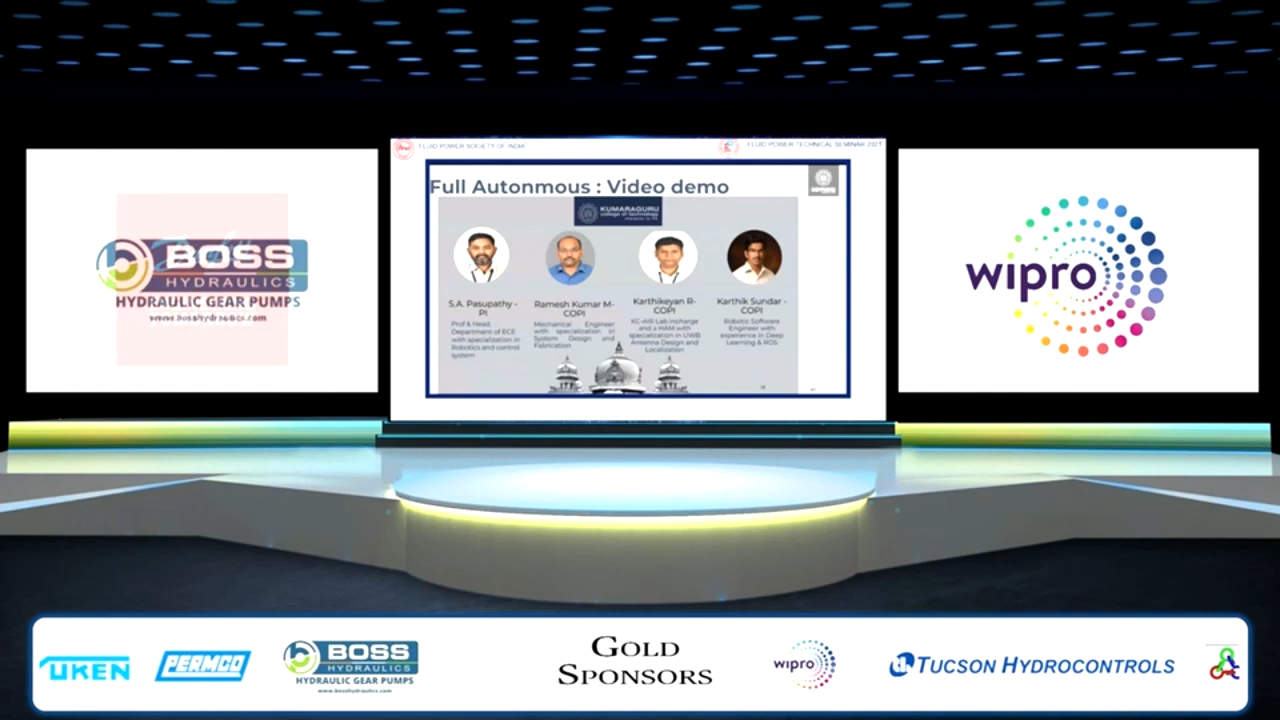 FLUID POWER SOCIETY OF INDIA
FLUID POWER TECHNICAL SEMINAR 2021
Full Autonmous : Video demo
KUMARAGURU
college of technology
S.A. Pasupathy -
PI
Prof & Head,
Department of ECE
with specialization in
Robotics and control
system
Ramesh Kumar M-
COPI
Mechanical Engineer
with specialization in
System Design and
Fabrication
Karthikeyan R-
COPI
KC-AIR Lab incharge
and a HAM with
specialization in UWB
Antenna Design and
Localization
Karthik Sundar -
COPI
Robotic Software
Engineer with
experience in Deep
Learning & ROS
BOSS
HYDRAULICS
HYDRAULIC GEAR PUMPS
www.bosshydraulics.com
wipro
YUKEN
PERMCO
BOSS
HYDRAULICS
HYDRAULIC GEAR PUMPS
www.bosshydraulics.com
GOLD
SPONSORS
wipro
TUCSON HYDROCONTROLS